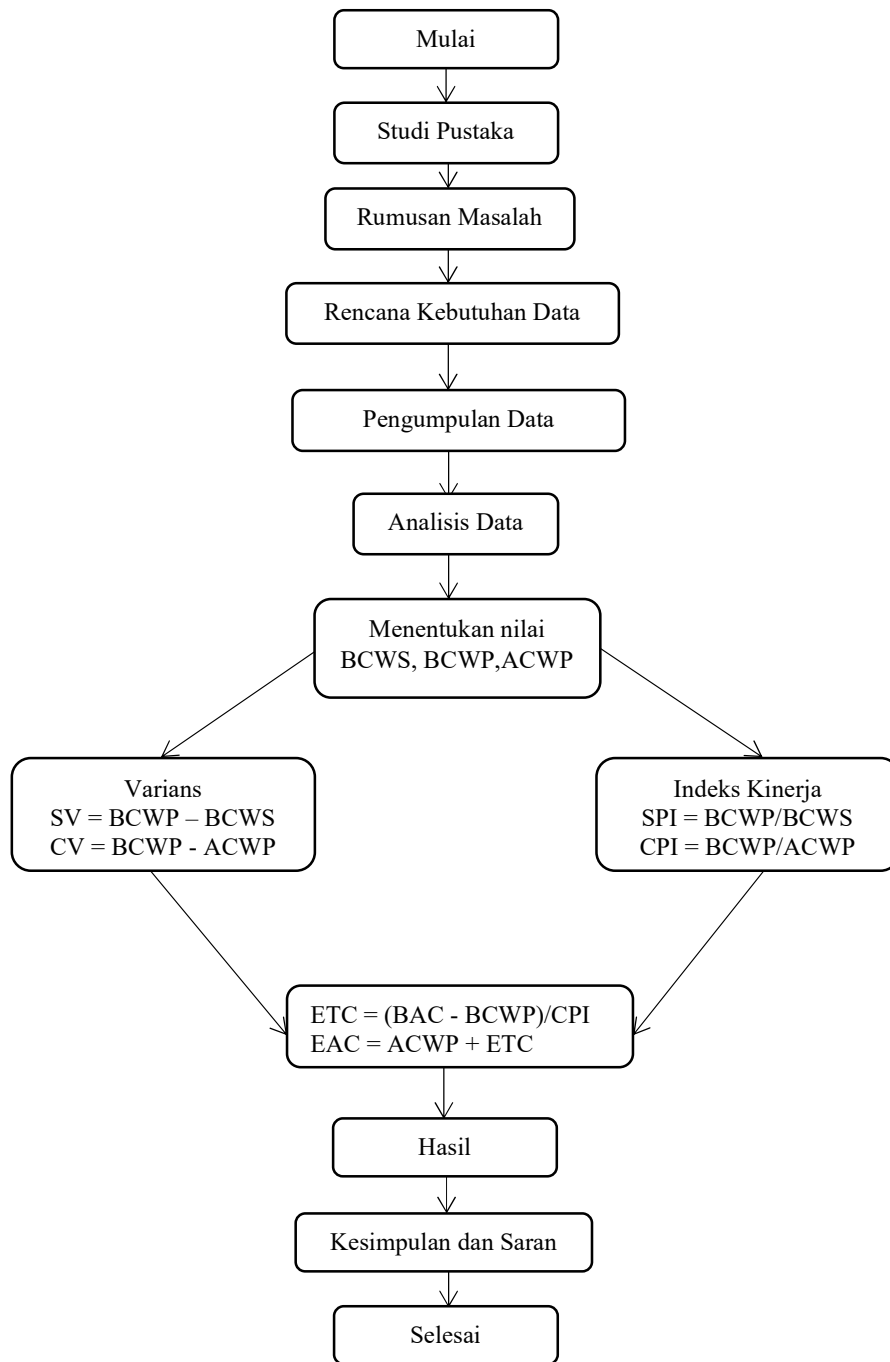 Mulai
Studi Pustaka
Rumusan Masalah
Rencana Kebutuhan Data
Pengumpulan Data
Analisis Data
Menentukan nilai
BCWS, BCWP,ACWP
Varians
SV = BCWP – BCWS
CV = BCWP - ACWP
Indeks Kinerja
SPI = BCWP/BCWS
CPI = BCWP/ACWP
ETC = (BAC - BCWP)/CPI
EAC = ACWP + ETC
Hasil
Kesimpulan dan Saran
Selesai